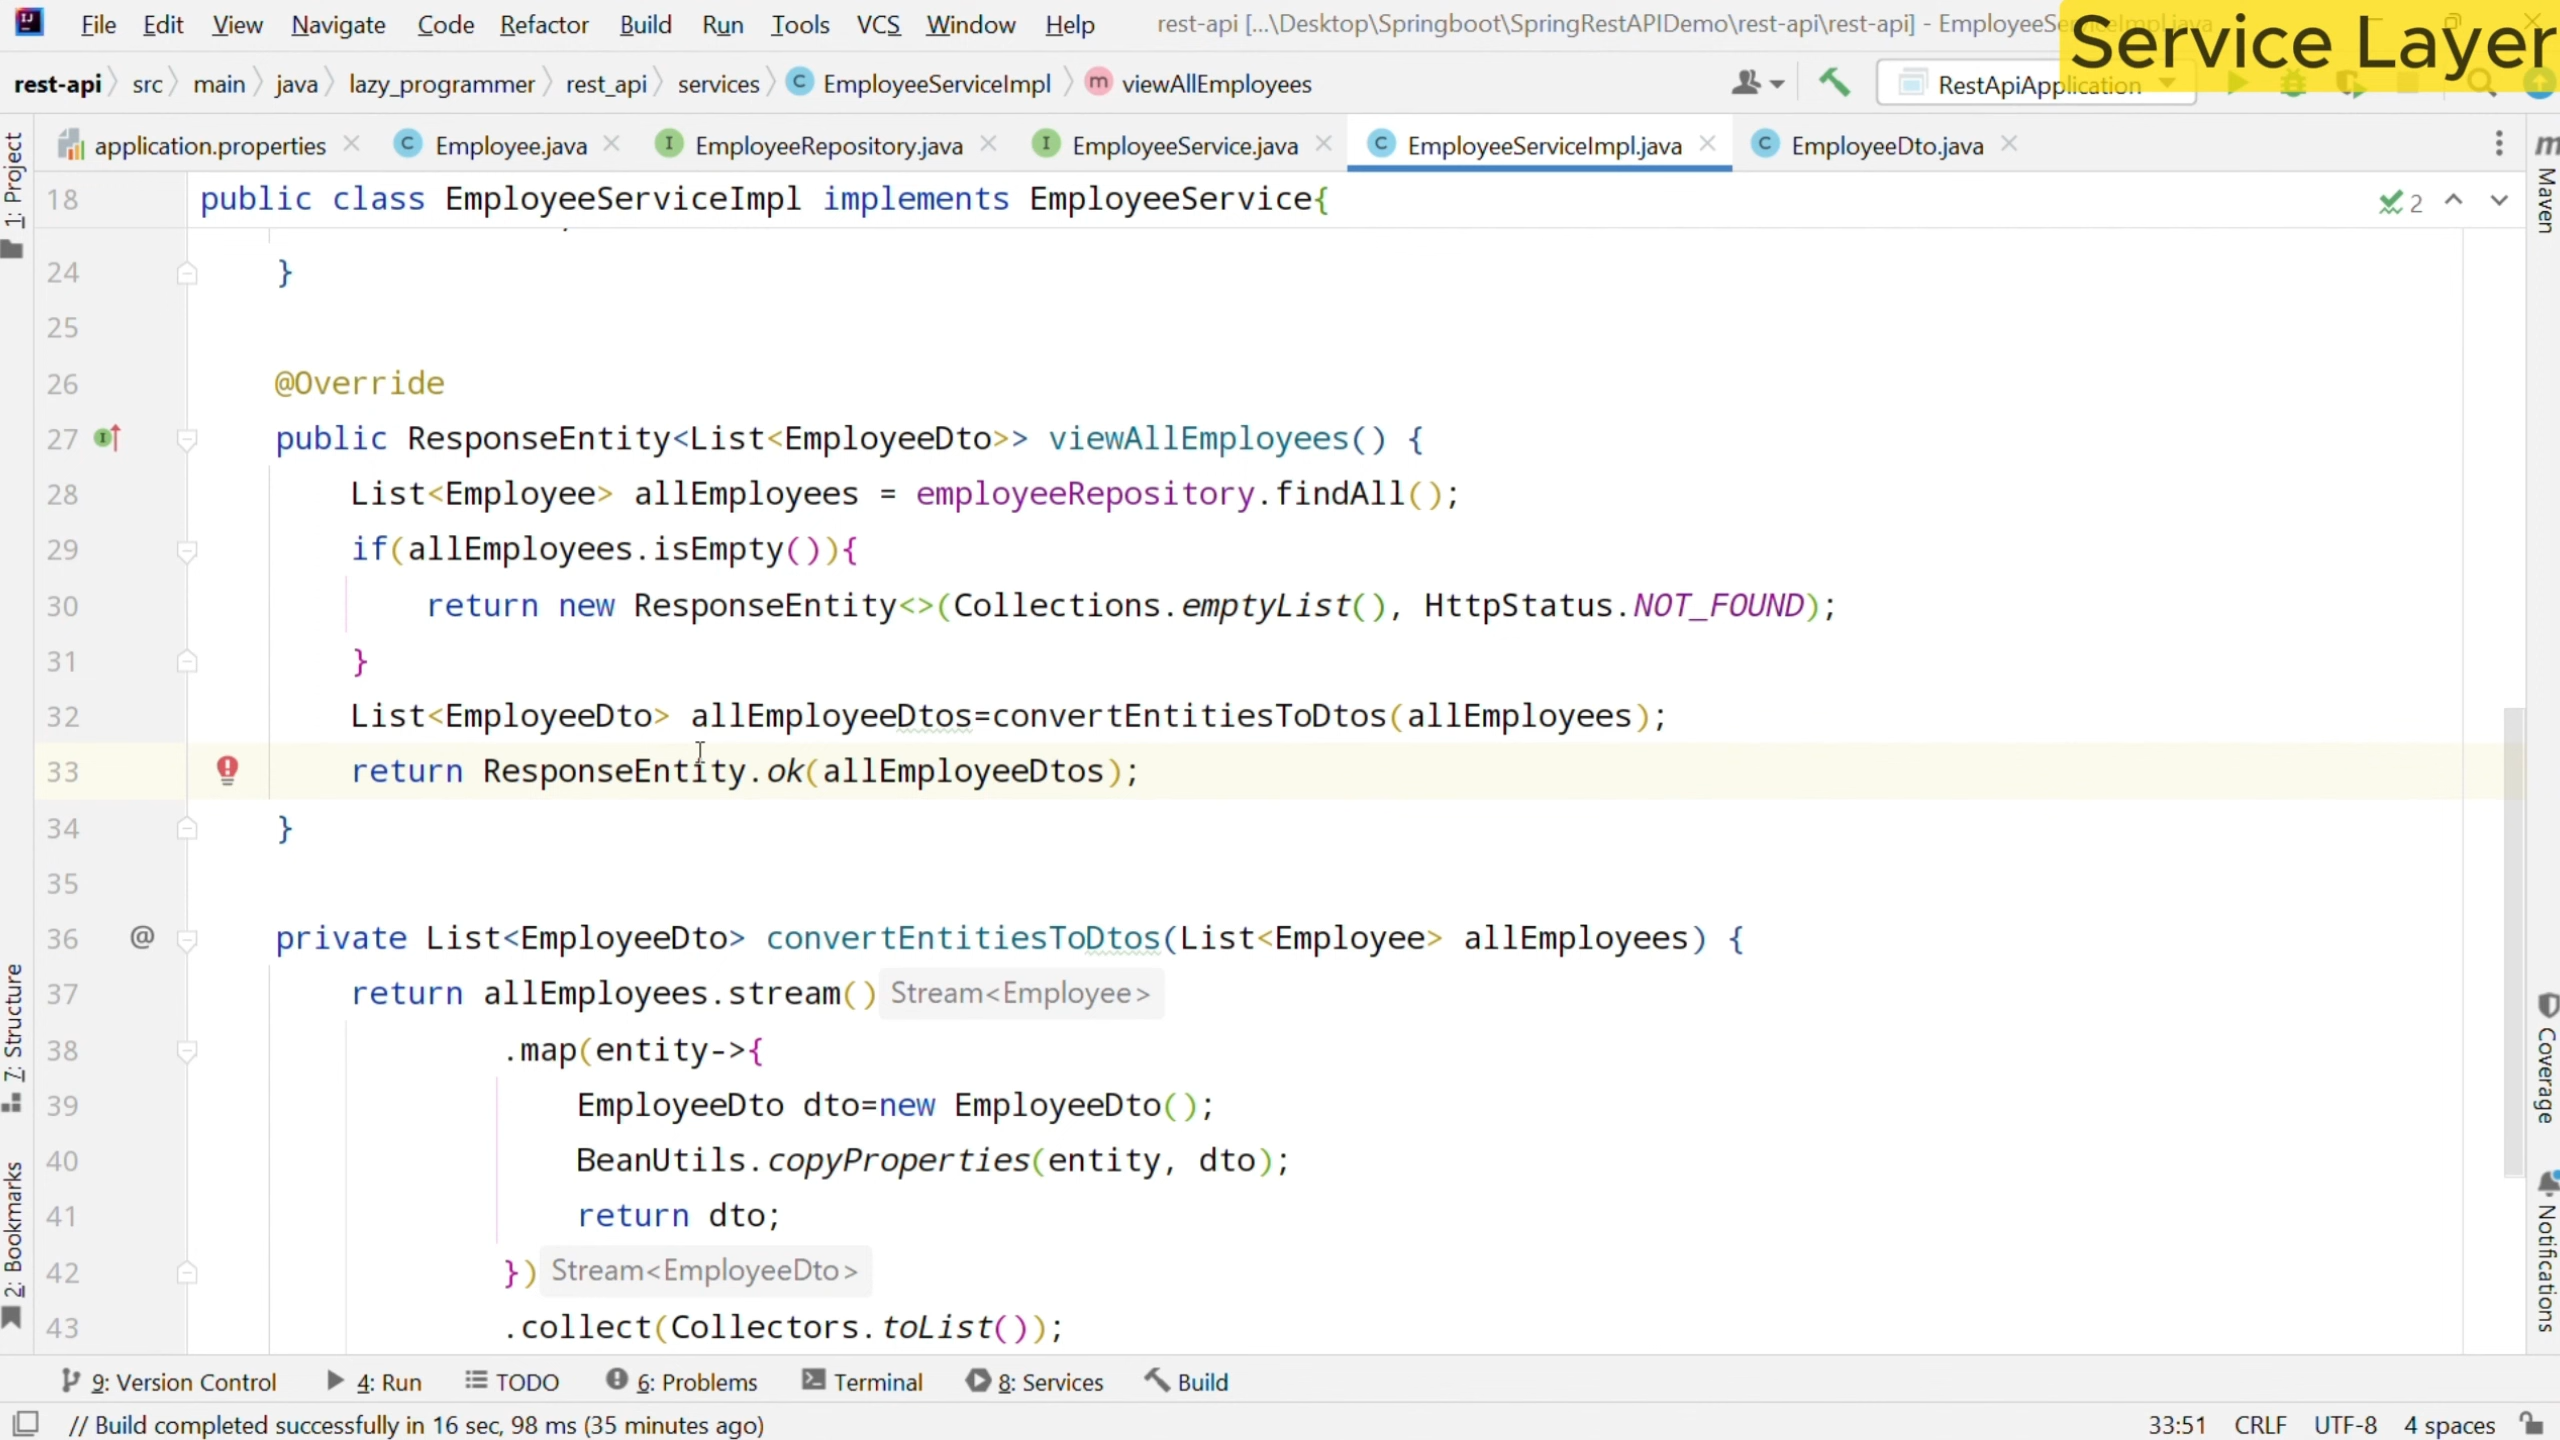 File Edit View Navigate Code Refactor Build Run Tools VCS Window Help rest-api [...\Desktop\Springboot\SpringRestAPIDemo\rest-api\rest-api] - EmployeeServiceImpl.java
Service Layer
rest-api src main java lazy_programmer rest_api services EmployeeServiceImpl viewAllEmployees RestApiApplication
1: Project
application.properties Employee.java EmployeeRepository.java EmployeeService.java EmployeeServiceImpl.java EmployeeDto.java
Maven
18 public class EmployeeServiceImpl implements EmployeeService{
2
24 }
25
26 @Override
27 public ResponseEntity<List<EmployeeDto>> viewAllEmployees() {
28 List<Employee> allEmployees = employeeRepository.findAll();
29 if(allEmployees.isEmpty()){
30 return new ResponseEntity<>(Collections.emptyList(), HttpStatus.NOT_FOUND);
31 }
32 List<EmployeeDto> allEmployeeDtos=convertEntitiesToDtos(allEmployees);
33 return ResponseEntity.ok(allEmployeeDtos);
34 }
35
36 @ private List<EmployeeDto> convertEntitiesToDtos(List<Employee> allEmployees) {
37 return allEmployees.stream() Stream<Employee>
38 .map(entity->{
39 EmployeeDto dto=new EmployeeDto();
40 BeanUtils.copyProperties(entity, dto);
41 return dto;
42 }) Stream<EmployeeDto>
43 .collect(Collectors.toList());
7: Structure
2: Bookmarks
Coverage
Notifications
9: Version Control 4: Run TODO 6: Problems Terminal 8: Services Build
// Build completed successfully in 16 sec, 98 ms (35 minutes ago) 33:51 CRLF UTF-8 4 spaces